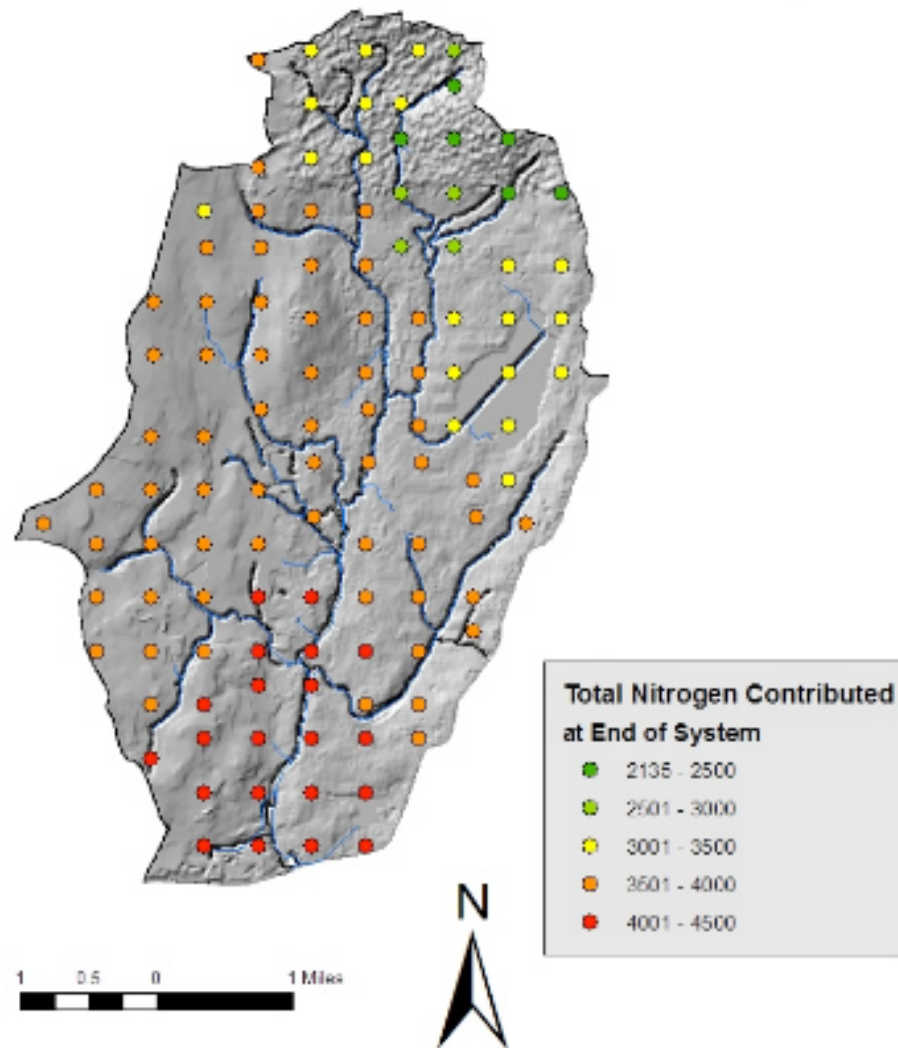 Total Nitrogen Contributed
at End of System
2135 - 2500
2501 - 3000
3001 - 3500
3501 - 4000
4001 - 4500
N
1 0.5 0 1 Miles